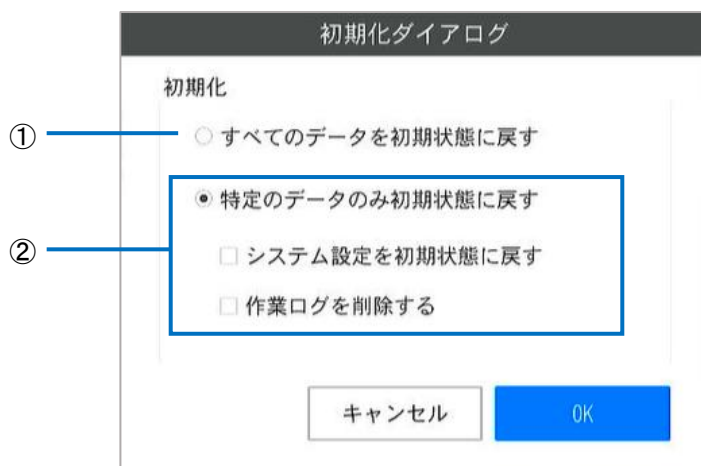 初期化ダイアログ
初期化
① すべてのデータを初期状態に戻す
特定のデータのみ初期状態に戻す
② システム設定を初期状態に戻す
作業ログを削除する
キャンセル OK